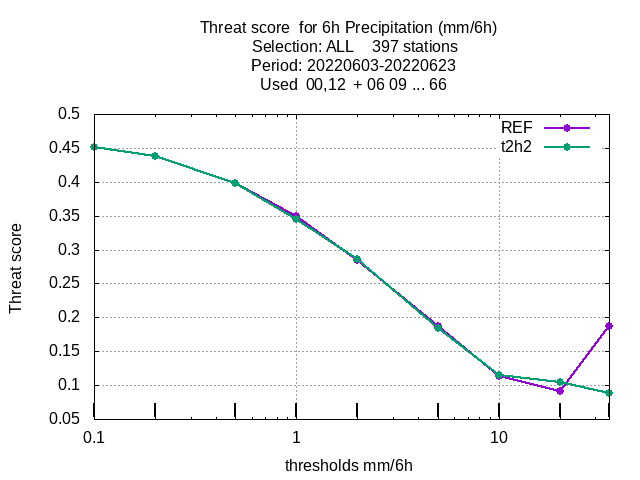 Threat score  for 6h Precipitation (mm/6h)
Selection: ALL    397 stations
Period: 20220603-20220623
Used  00,12  + 06 09 ... 66
REF
t2h2
0.5
0.45
0.4
0.35
0.3
0.25
0.2
0.15
0.1
0.05
Threat score
0.1 1 10
thresholds mm/6h